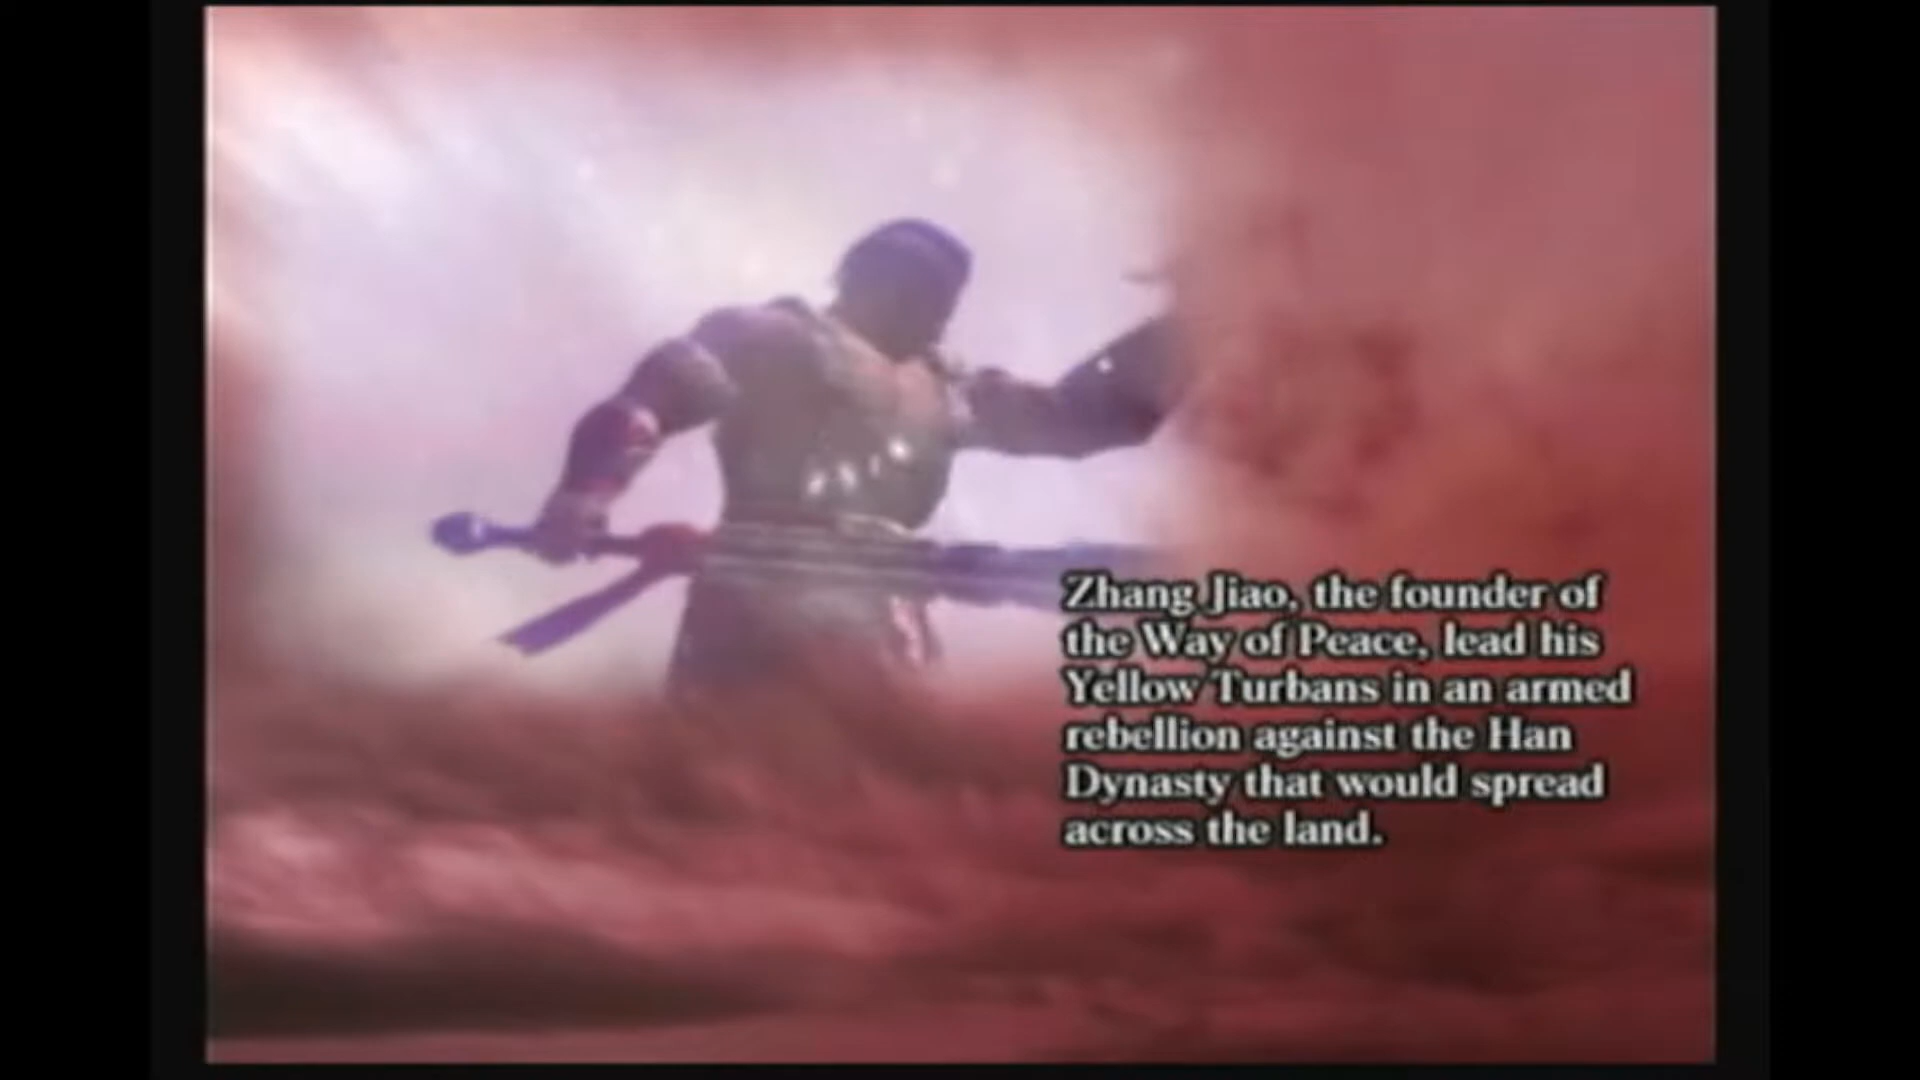 Zhang Jiao, the founder of
the Way of Peace, lead his
Yellow Turbans in an armed
rebellion against the Han
Dynasty that would spread
across the land.